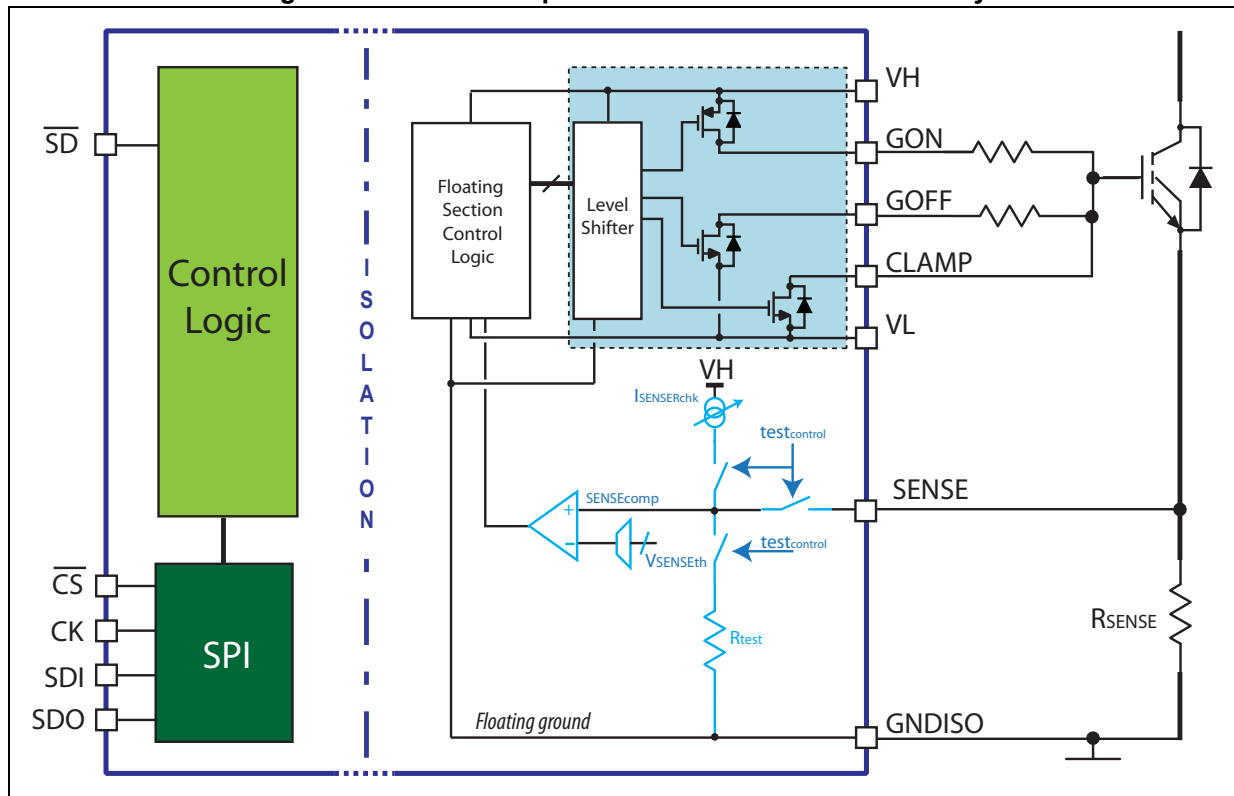 SD
Control
Logic
CS
CK
SDI
SDO
SPI
ISOLATION
Floating
Section
Control
Logic
Level
Shifter
VH
GON
GOFF
CLAMP
VL
VH
ISENSERchk
testcontrol
SENSEcomp
SENSE
+
-
VSENSEth
testcontrol
Rtest
RSENSE
Floating ground
GNDISO